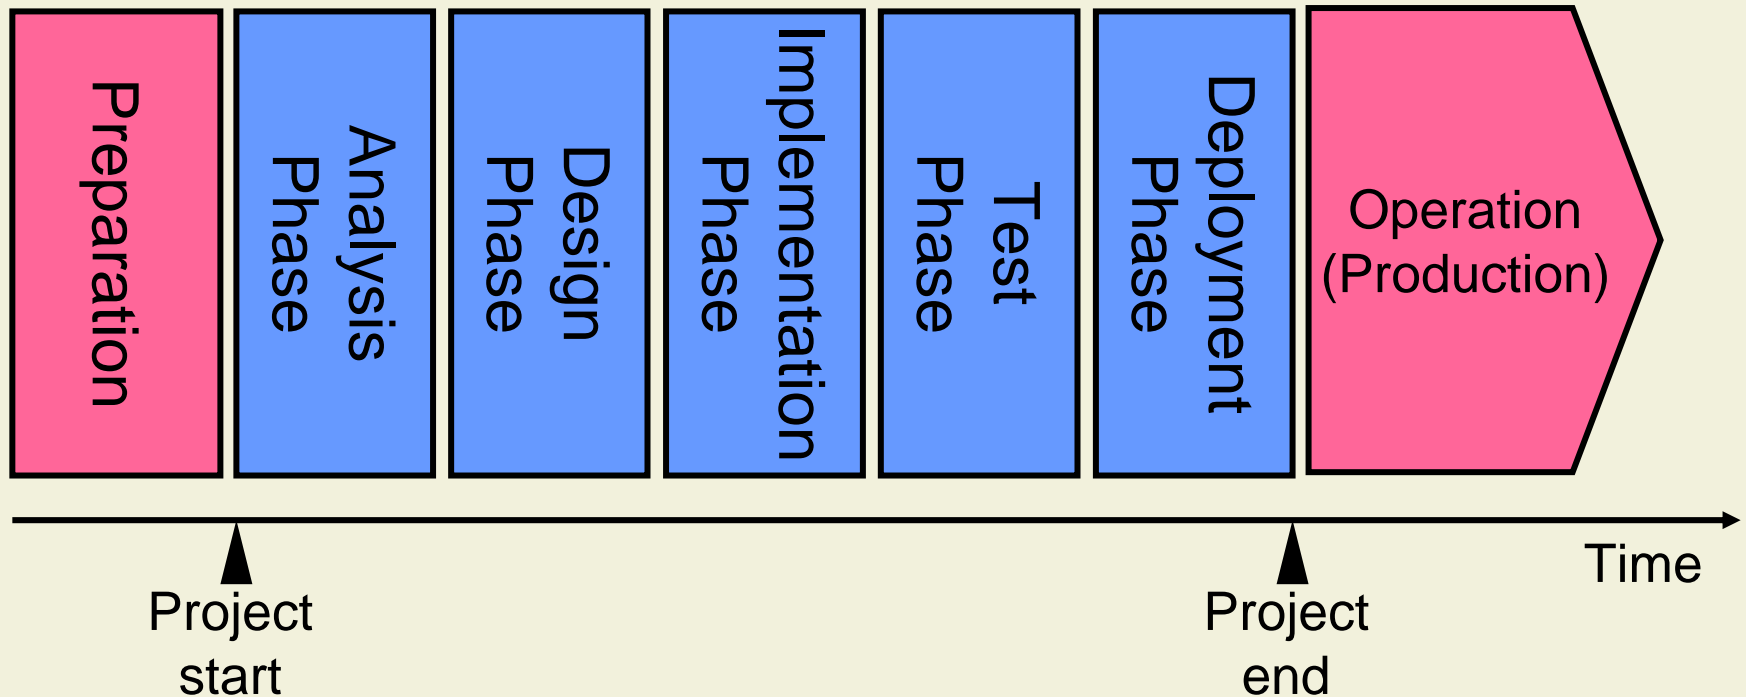 Preparation
Analysis
Phase
Design
Phase
Implementation
Phase
Test
Phase
Deployment
Phase
Operation
(Production)
Time
Project
start
Project
end